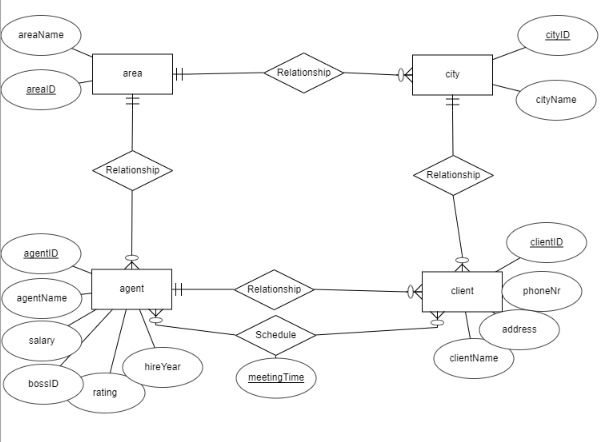 areaName
cityID
area
Relationship
city
areaID
cityName
Relationship
Relationship
agentID
clientID
agentName
agent
Relationship
client
phoneNr
salary
Schedule
address
clientName
hireYear
bossID
rating
meetingTime